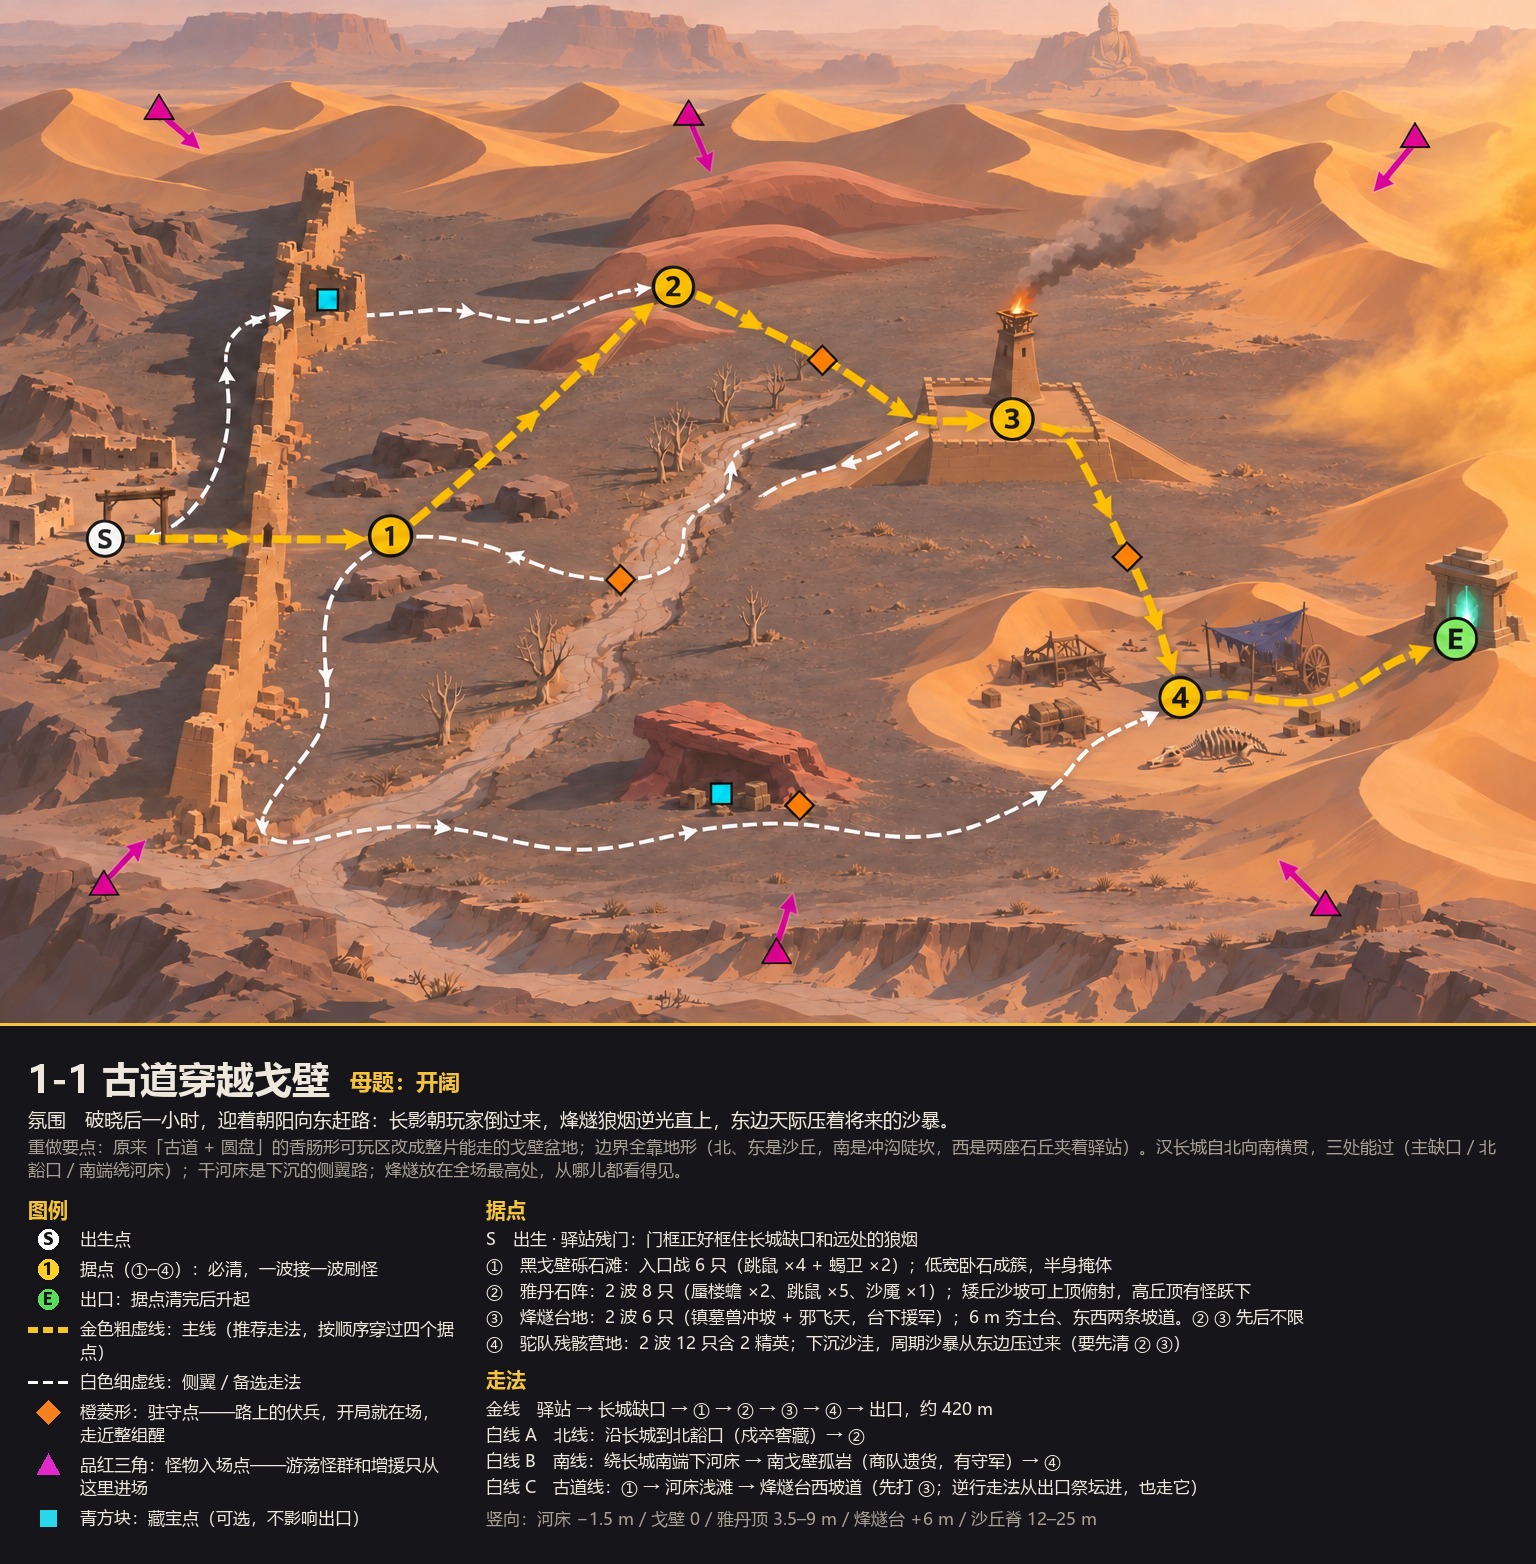 S
1
2
3
4
E
1-1 古道穿越戈壁 母题：开阔
氛围 破晓后一小时，迎着朝阳向东赶路：长影朝玩家倒过来，烽燧狼烟逆光直上，东边天际压着将来的沙暴。
重做要点：原来「古道 + 圆盘」的香肠形可玩区改成整片能走的戈壁盆地；边界全靠地形（北、东是沙丘，南是冲沟陡坎，西是两座石丘夹着驿站）。汉长城自北向南横贯，三处能过（主缺口 / 北
豁口 / 南端绕河床）；干河床是下沉的侧翼路；烽燧放在全场最高处，从哪儿都看得见。
图例
S 出生点
1 据点（①–④）：必清，一波接一波刷怪
E 出口：据点清完后升起
金色粗虚线：主线（推荐走法，按顺序穿过四个据
点）
白色细虚线：侧翼 / 备选走法
橙菱形：驻守点——路上的伏兵，开局就在场，
走近整组醒
品红三角：怪物入场点——游荡怪群和增援只从
这里进场
青方块：藏宝点（可选，不影响出口）
据点
S 出生 · 驿站残门：门框正好框住长城缺口和远处的狼烟
① 黑戈壁砾石滩：入口战 6 只（跳鼠 ×4 + 蝎卫 ×2）；低宽卧石成簇，半身掩体
② 雅丹石阵：2 波 8 只（蜃楼蟾 ×2、跳鼠 ×5、沙魇 ×1）；矮丘沙坡可上顶俯射，高丘顶有怪跃下
③ 烽燧台地：2 波 6 只（镇墓兽冲坡 + 邪飞天，台下援军）；6 m 夯土台、东西两条坡道。② ③ 先后不限
④ 驼队残骸营地：2 波 12 只含 2 精英；下沉沙洼，周期沙暴从东边压过来（要先清 ② ③）
走法
金线 驿站 → 长城缺口 → ① → ② → ③ → ④ → 出口，约 420 m
白线 A 北线：沿长城到北豁口（戍卒窖藏）→ ②
白线 B 南线：绕长城南端下河床 → 南戈壁孤岩（商队遗货，有守军）→ ④
白线 C 古道线：① → 河床浅滩 → 烽燧台西坡道（先打 ③；逆行走法从出口祭坛进，也走它）
竖向：河床 −1.5 m / 戈壁 0 / 雅丹顶 3.5–9 m / 烽燧台 +6 m / 沙丘脊 12–25 m